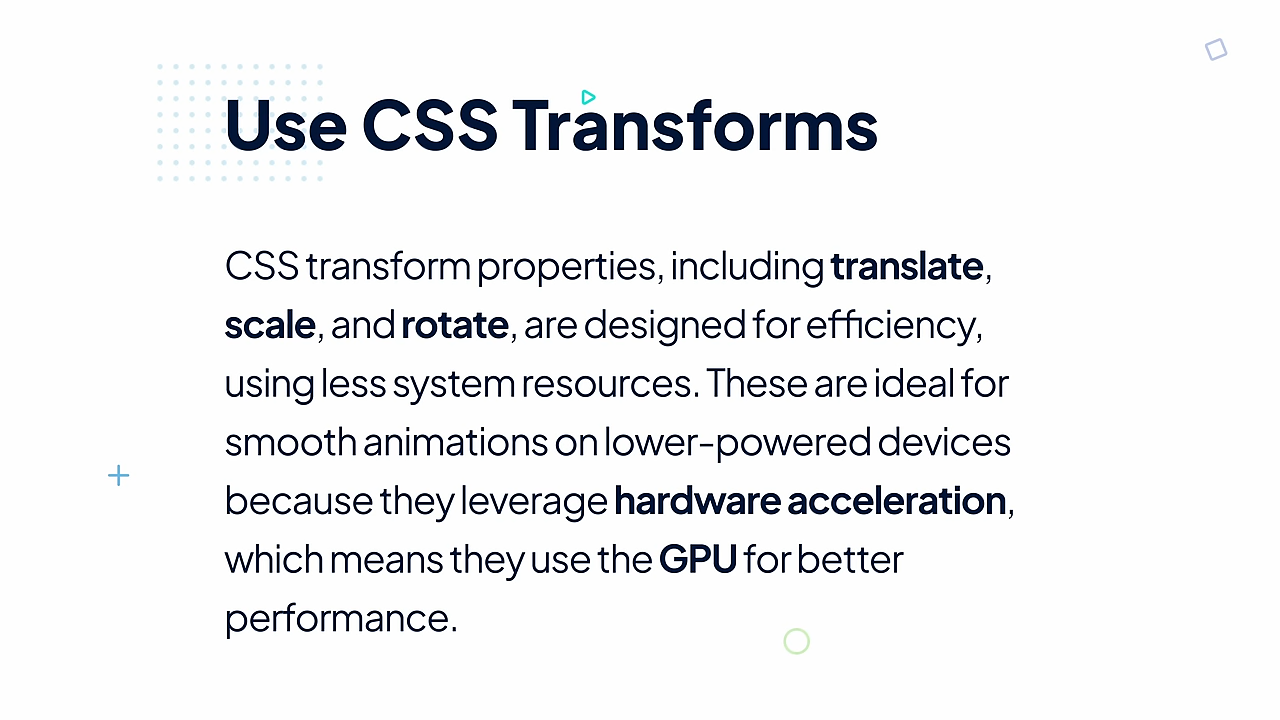 Use CSS Transforms
CSS transform properties, including translate,
scale, and rotate, are designed for efficiency,
using less system resources. These are ideal for
smooth animations on lower-powered devices
because they leverage hardware acceleration,
which means they use the GPU for better
performance.